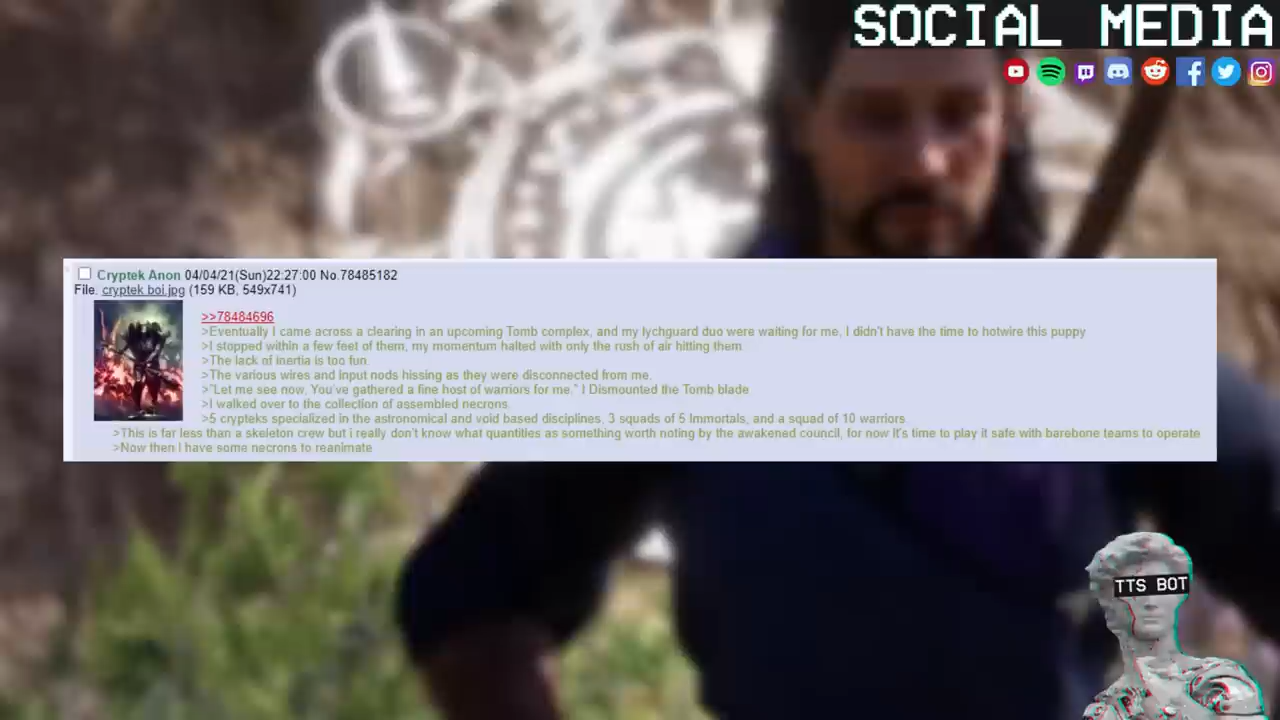 SOCIAL MEDIA
Cryptek Anon 04/04/21(Sun)22:27:00 No.78485182
File: cryptek boi.jpg (159 KB, 549x741)
>>78484696
>Eventually I came across a clearing in an upcoming Tomb complex, and my lychguard duo were waiting for me, I didn't have the time to hotwire this puppy
>I stopped within a few feet of them, my momentum halted with only the rush of air hitting them.
>The lack of inertia is too fun.
>The various wires and input nods hissing as they were disconnected from me.
>"Let me see now, You've gathered a fine host of warriors for me." I Dismounted the Tomb blade
>I walked over to the collection of assembled necrons.
>5 crypteks specialized in the astronomical and void based disciplines, 3 squads of 5 Immortals, and a squad of 10 warriors.
>This is far less than a skeleton crew but i really don't know what quantities as something worth noting by the awakened council, for now It's time to play it safe with barebone teams to operate
>Now then I have some necrons to reanimate
TTS BOT